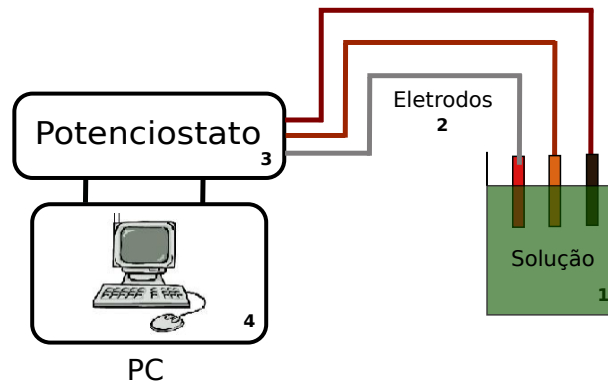 Eletrodos
2
Potenciostato
3
Solução
1
4
PC